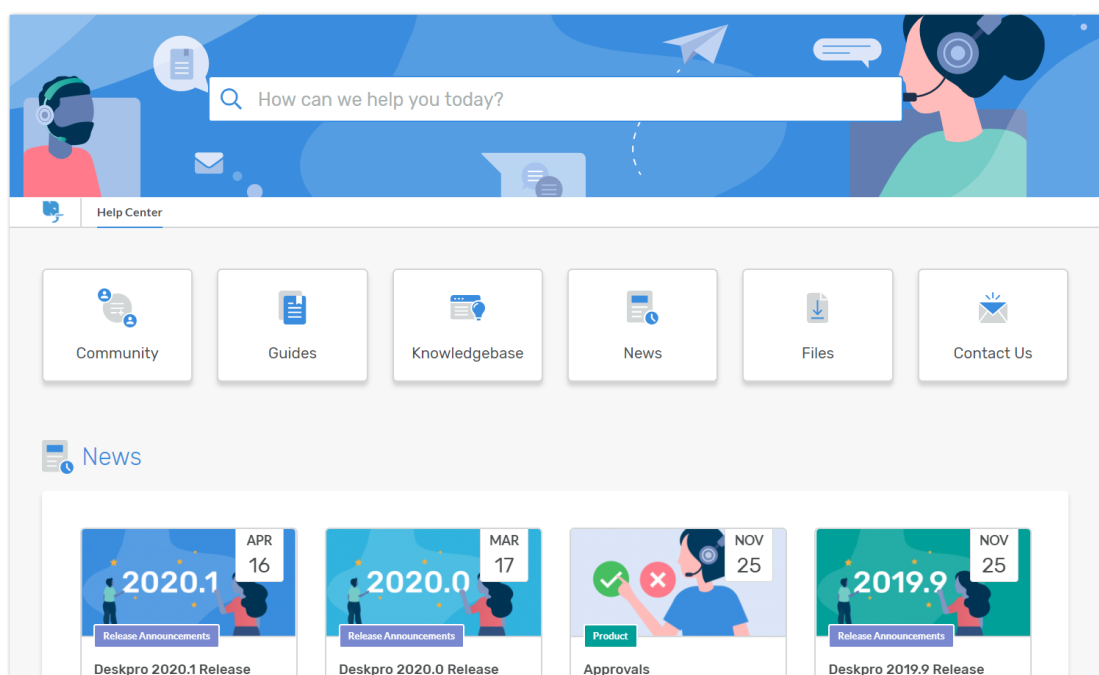 How can we help you today?
Help Center
Community
Guides
Knowledgebase
News
Files
Contact Us
News
APR
16
2020.1
Release Announcements
Deskpro 2020.1 Release
MAR
17
2020.0
Release Announcements
Deskpro 2020.0 Release
NOV
25
Product
Approvals
NOV
25
2019.9
Release Announcements
Deskpro 2019.9 Release